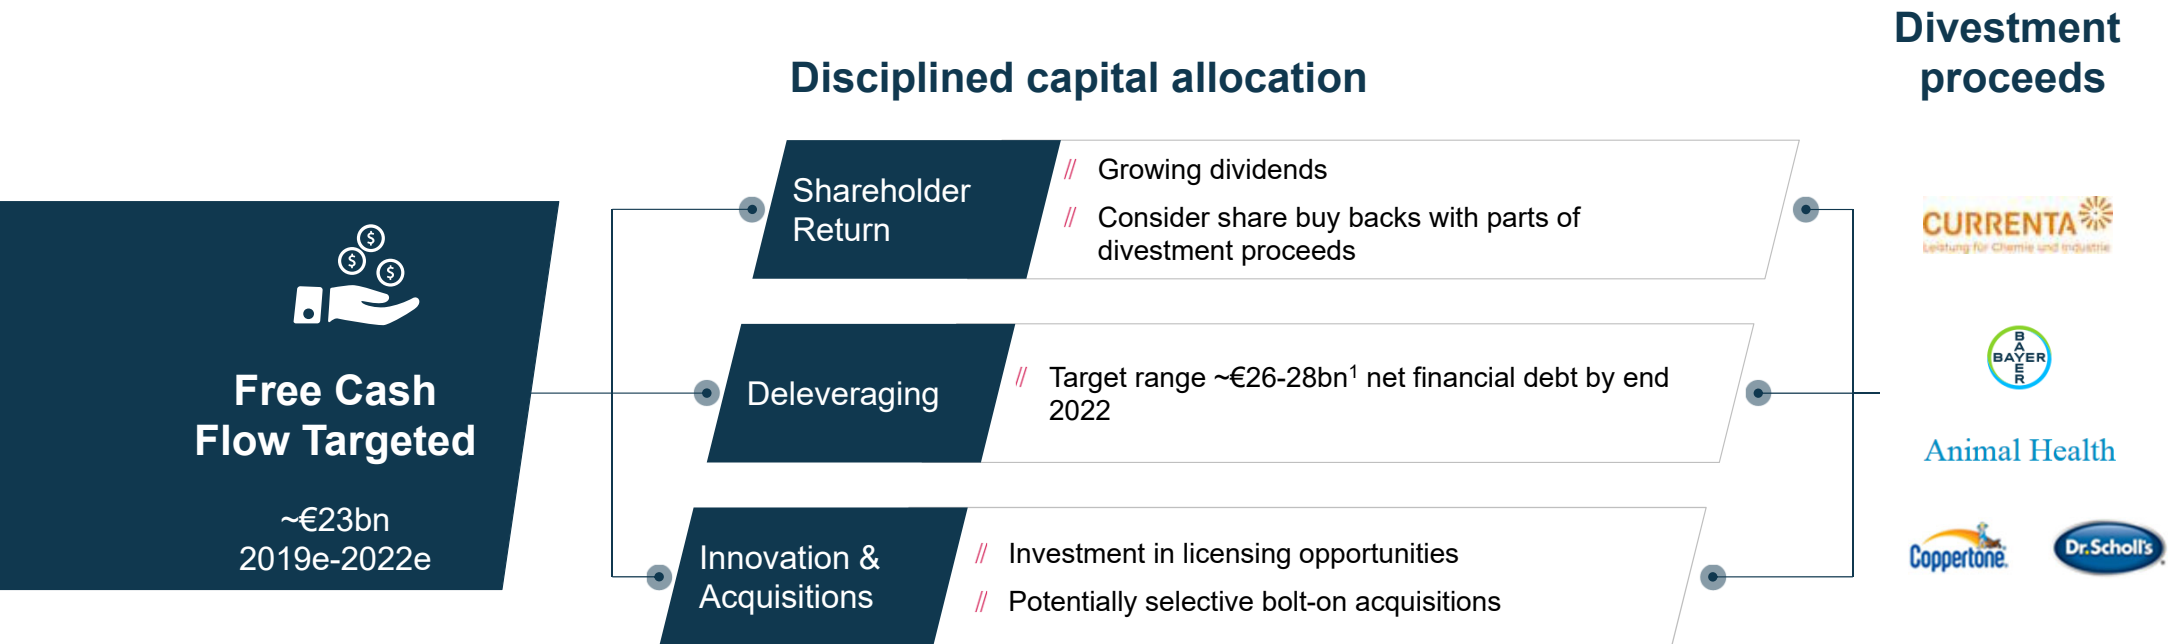 Divestment
proceeds
Disciplined capital allocation
Free Cash
Flow Targeted
~€23bn
2019e-2022e
Shareholder
Return
// Growing dividends
// Consider share buy backs with parts of
divestment proceeds
Deleveraging
// Target range ~€26-28bn¹ net financial debt by end
2022
Innovation &
Acquisitions
// Investment in licensing opportunities
// Potentially selective bolt-on acquisitions
CURRENTA
Leistung für Chemie und Industrie
BAYER
BAYER
Animal Health
Coppertone.
Dr.Scholl's